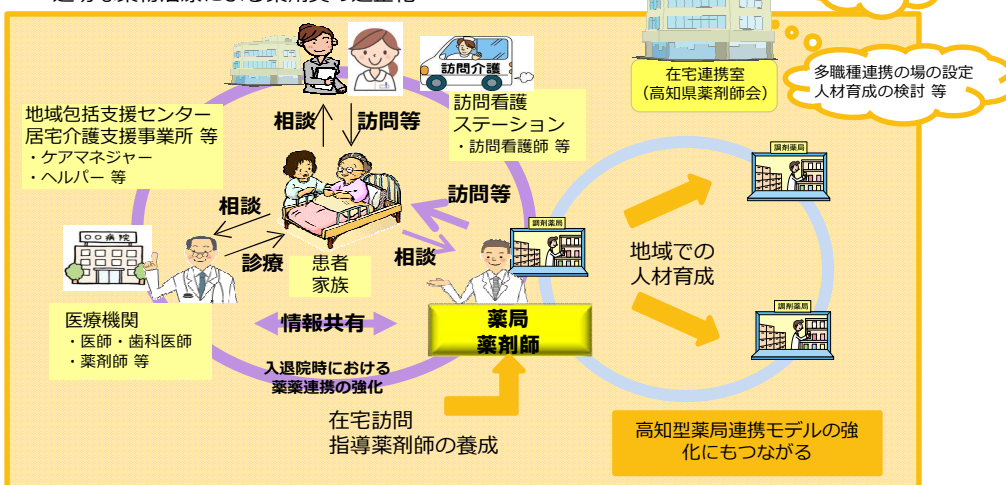 在宅連携室
（高知県薬剤師会）
多職種連携の場の設定
人材育成の検討 等
訪問介護
地域包括支援センター
居宅介護支援事業所 等
・ケアマネジャー
・ヘルパー 等
相談
訪問等
訪問看護
ステーション
・訪問看護師 等
調剤薬局
相談
訪問等
〇〇病院
診療
患者
家族
相談
調剤薬局
地域での
人材育成
医療機関
・医師・歯科医師
・薬剤師 等
情報共有
薬局
薬剤師
調剤薬局
入退院時における
薬薬連携の強化
在宅訪問
指導薬剤師の養成
高知型薬局連携モデルの強
化にもつながる